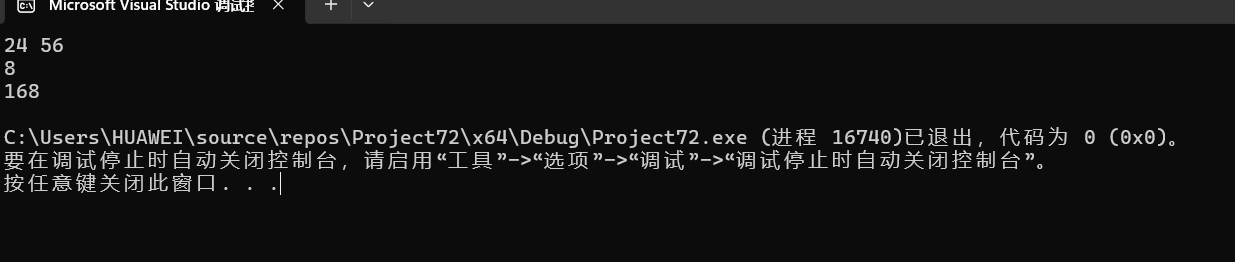 Microsoft Visual Studio 调试控
24 56
8
168
C:\Users\HUAWEI\source\repos\Project72\x64\Debug\Project72.exe (进程 16740)已退出，代码为 0 (0x0)。
要在调试停止时自动关闭控制台，请启用“工具”->“选项”->“调试”->“调试停止时自动关闭控制台”。
按任意键关闭此窗口. . .